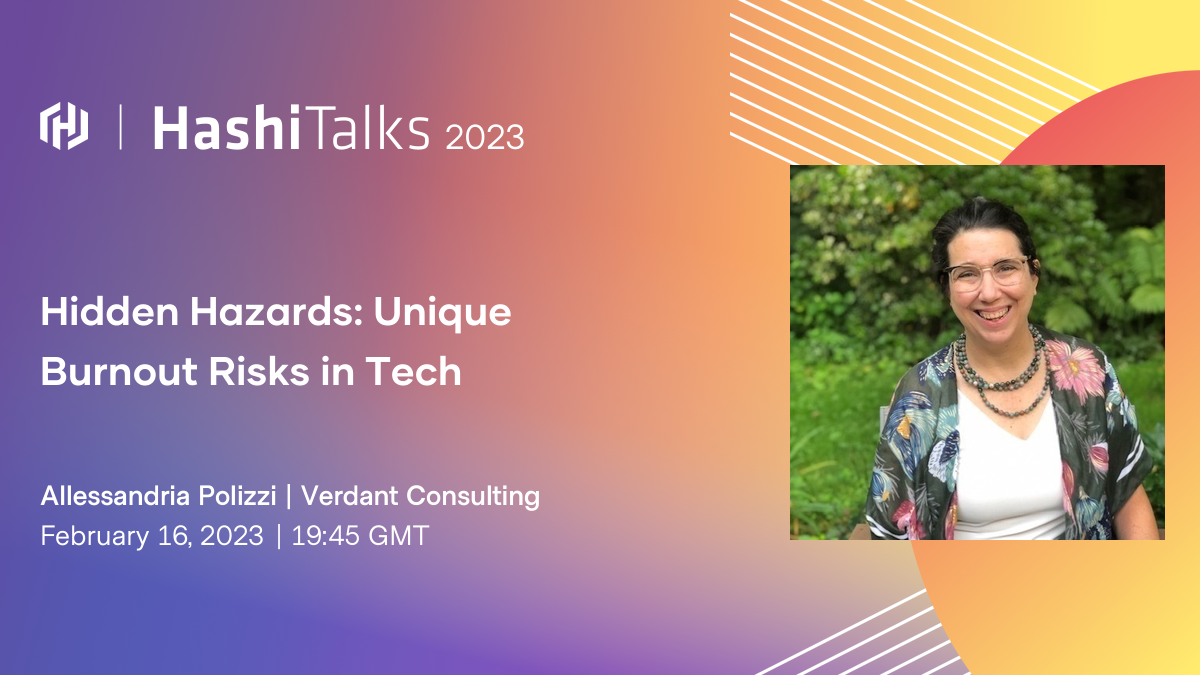 HashiTalks 2023
Hidden Hazards: Unique
Burnout Risks in Tech
Allessandria Polizzi | Verdant Consulting
February 16, 2023 | 19:45 GMT